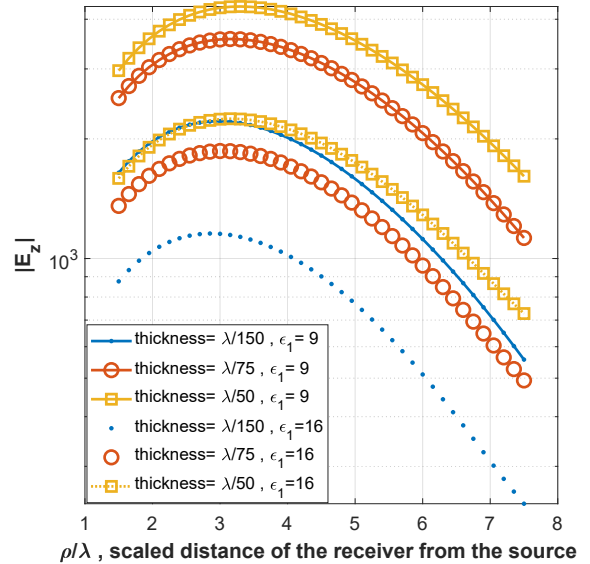 |E_z|
10^3
thickness= λ/150 , ϵ_1= 9
thickness= λ/75 , ϵ_1= 9
thickness= λ/50 , ϵ_1= 9
thickness= λ/150 , ϵ_1=16
thickness= λ/75 , ϵ_1=16
thickness= λ/50 , ϵ_1=16
1 2 3 4 5 6 7 8
ρ/λ , scaled distance of the receiver from the source